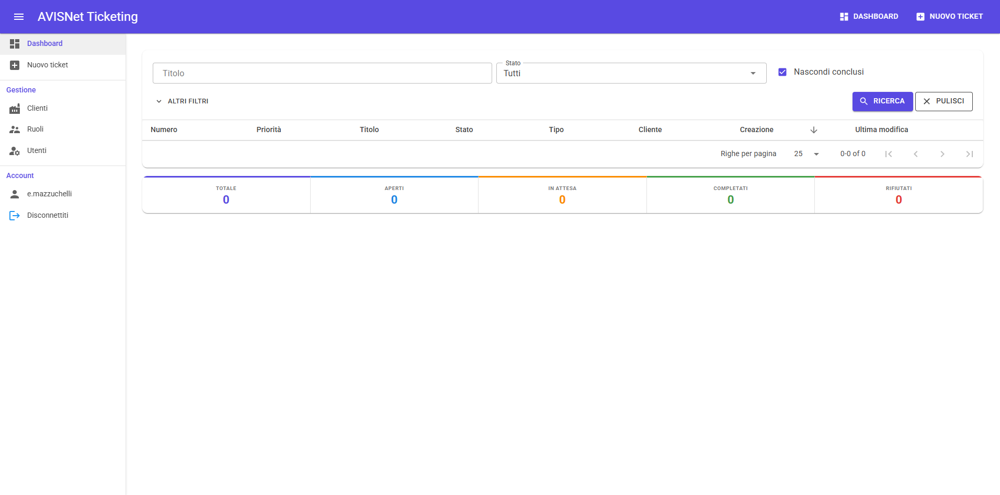 AVISNet Ticketing
DASHBOARD
NUOVO TICKET
Dashboard
Nuovo ticket
Gestione
Clienti
Ruoli
Utenti
Account
e.mazzuchelli
Disconnettiti
Titolo
Stato
Tutti
Nascondi conclusi
ALTRI FILTRI
RICERCA
PULISCI
Numero Priorità Titolo Stato Tipo Cliente Creazione Ultima modifica
Righe per pagina 25 0-0 of 0
TOTALE APERTI IN ATTESA COMPLETATI RIFIUTATI
0 0 0 0 0